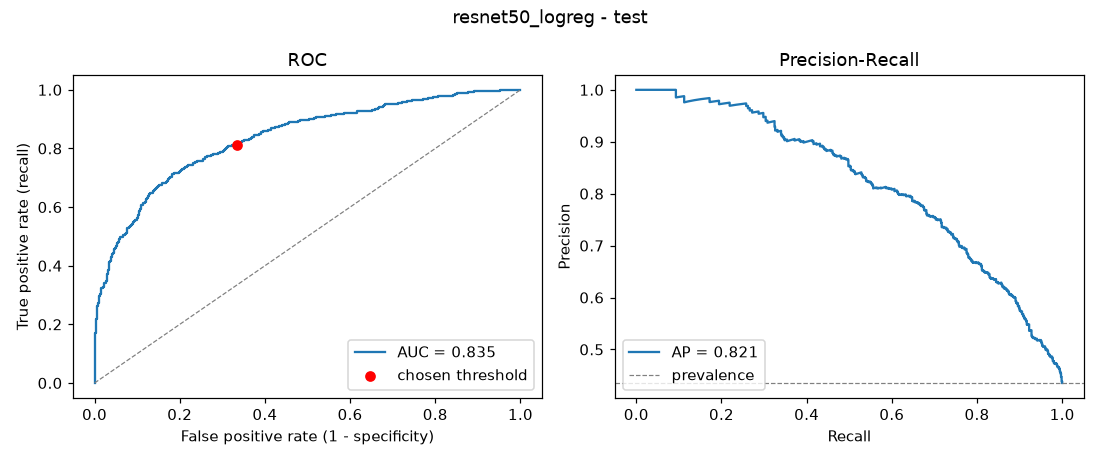 resnet50_logreg - test
ROC
True positive rate (recall)
1.0
0.8
0.6
0.4
0.2
0.0
AUC = 0.835
chosen threshold
0.0 0.2 0.4 0.6 0.8 1.0
False positive rate (1 - specificity)
Precision-Recall
Precision
1.0
0.9
0.8
0.7
0.6
0.5
AP = 0.821
prevalence
0.0 0.2 0.4 0.6 0.8 1.0
Recall